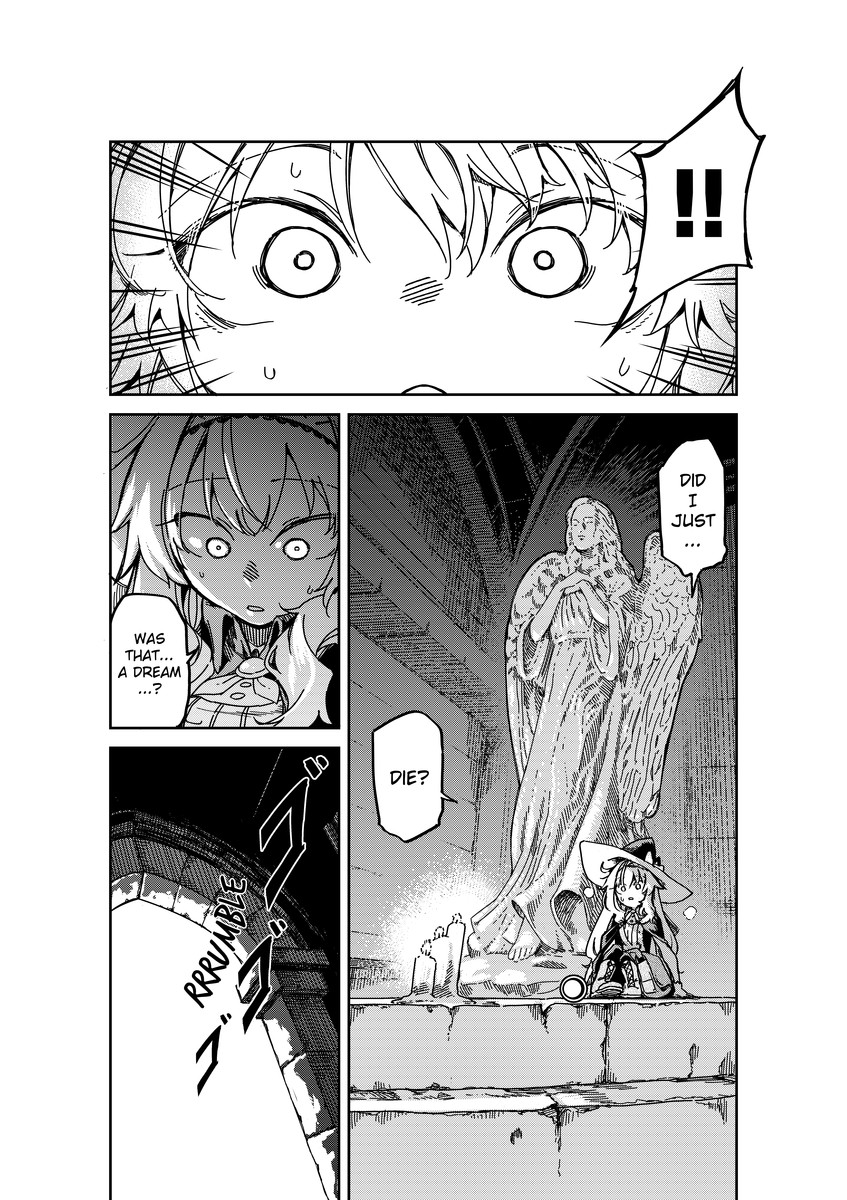 !!
DID
I
JUST
...
DIE?
WAS
THAT...
A DREAM
...?
ゴゴゴ
RRRUMBLE